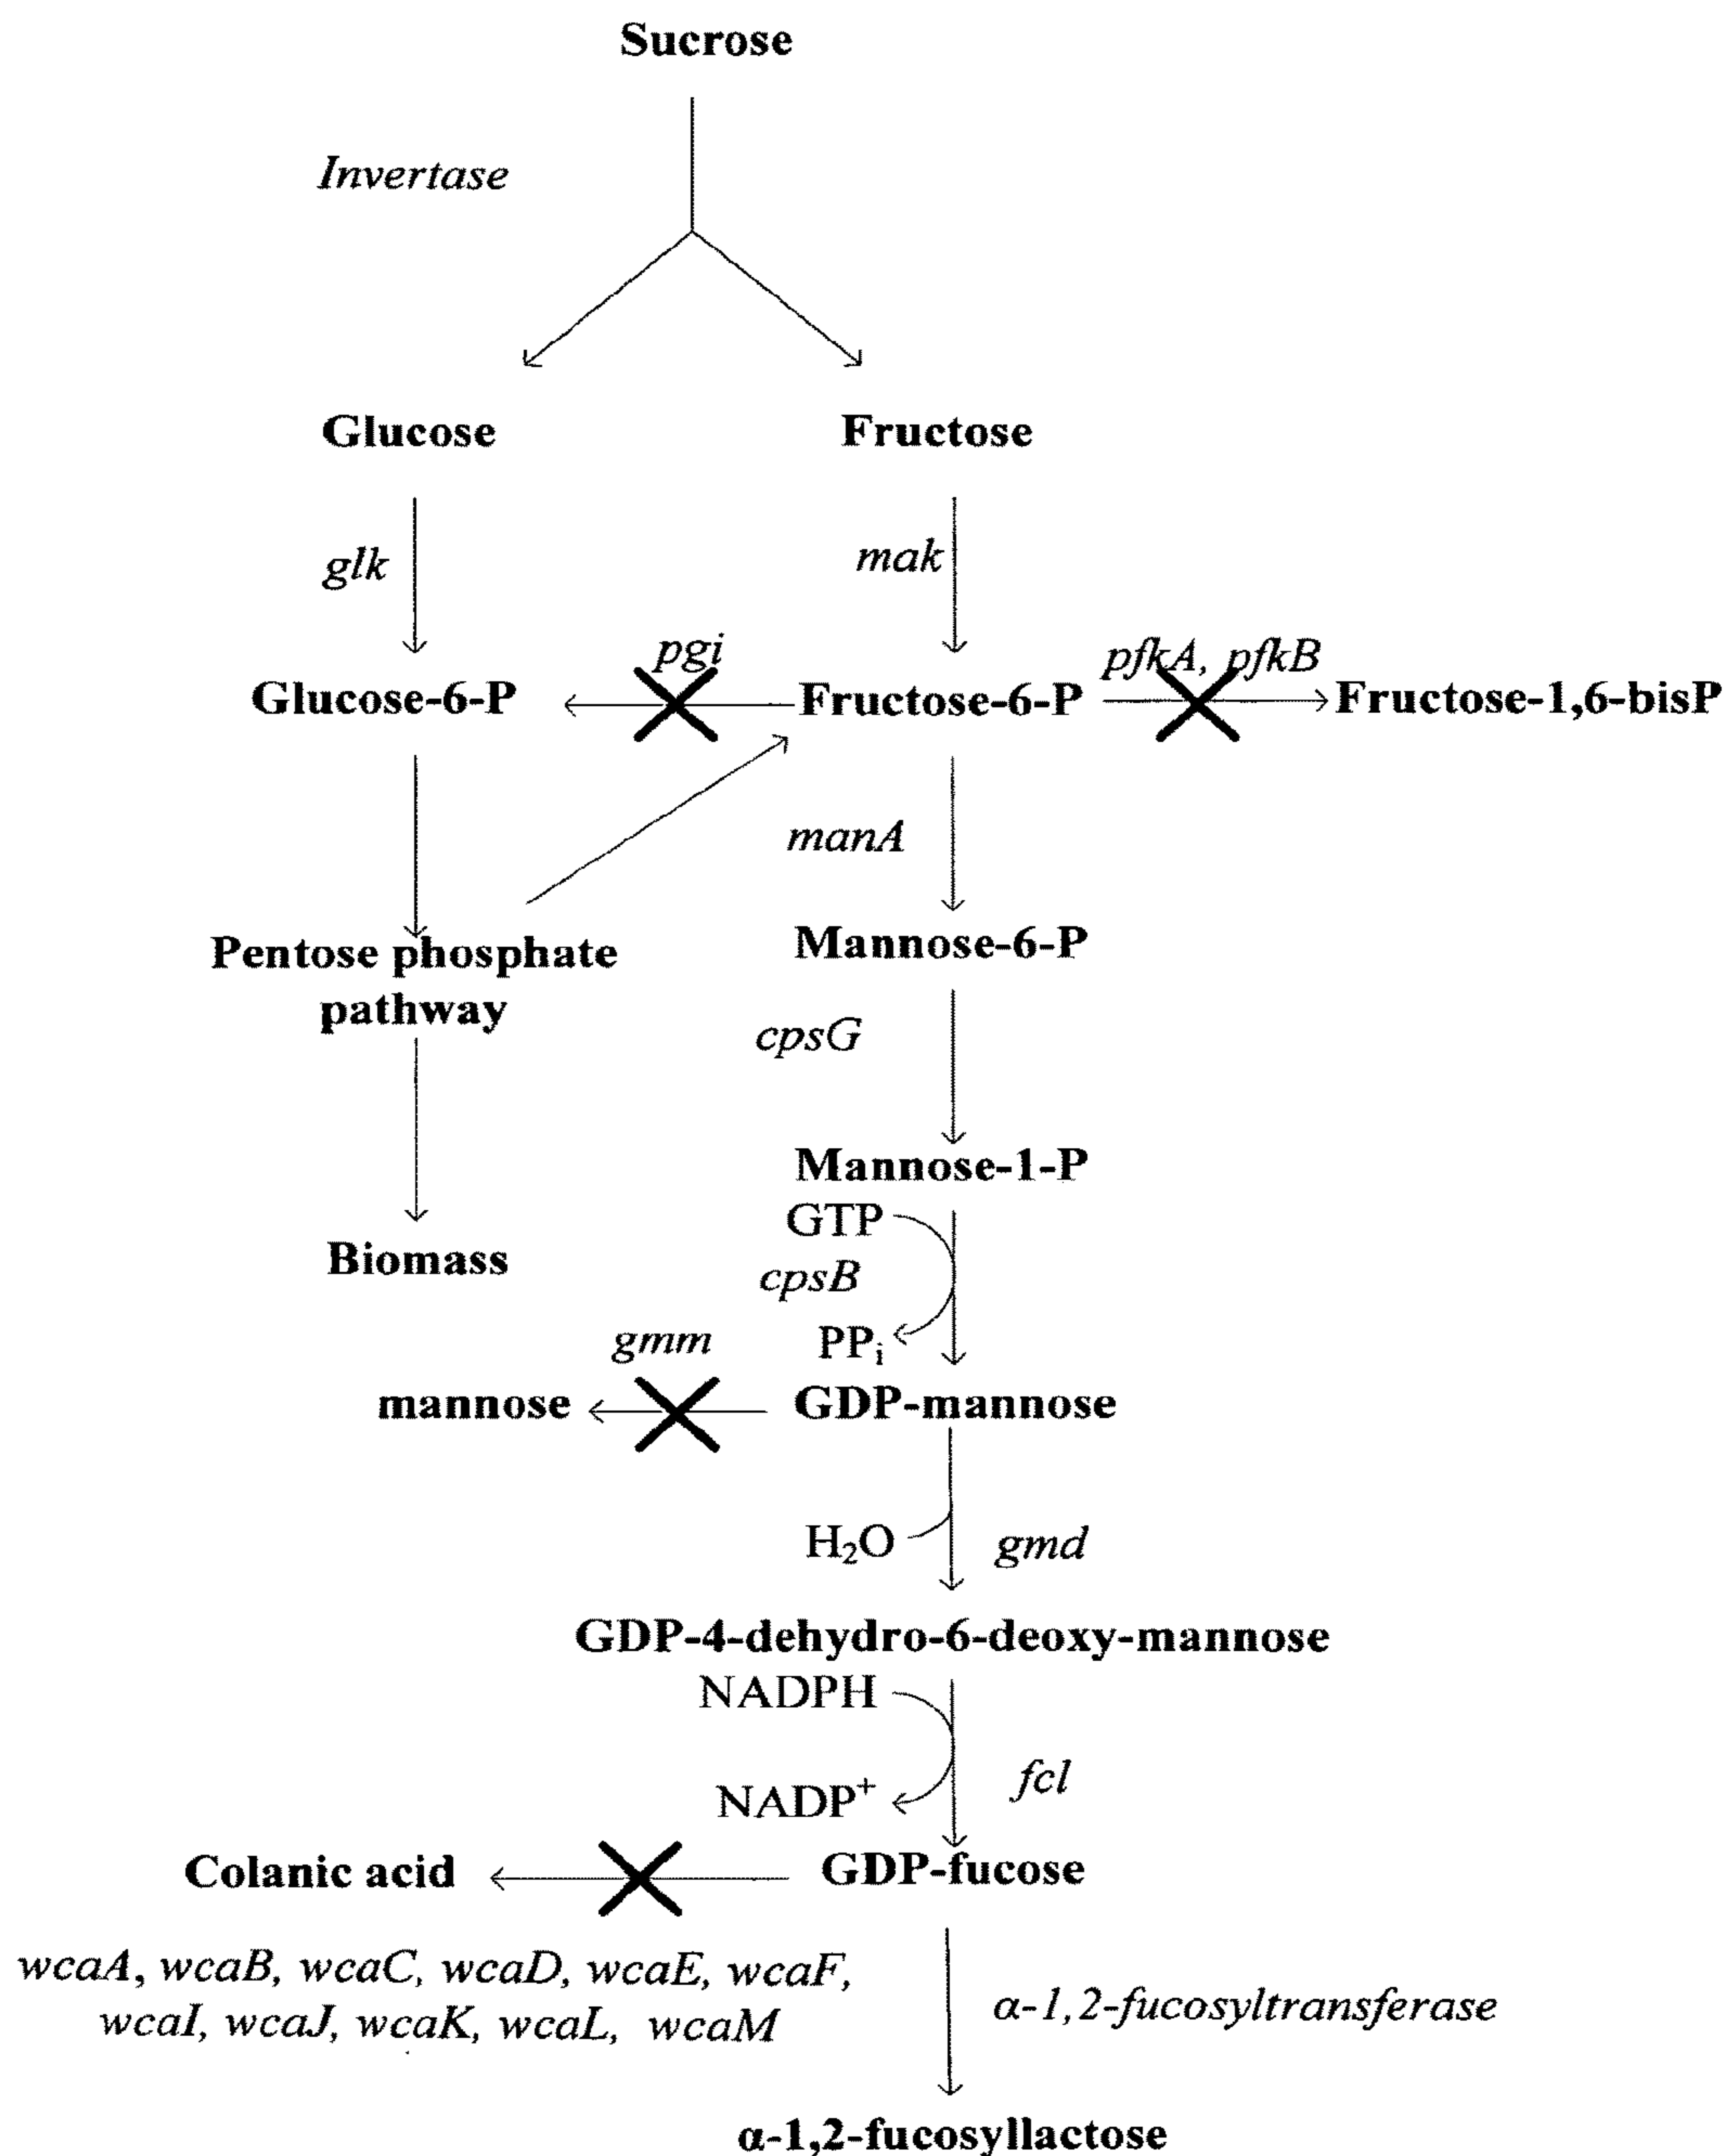 Sucrose
Invertase
Glucose Fructose
glk mak
pgi pfkA, pfkB
Glucose-6-P Fructose-6-P Fructose-1,6-bisP
manA
Pentose phosphate
pathway
Mannose-6-P
cpsG
Mannose-1-P
GTP
Biomass
cpsB
PPi
gmm
mannose GDP-mannose
H₂O gmd
GDP-4-dehydro-6-deoxy-mannose
NADPH
fcl
NADP⁺
Colanic acid GDP-fucose
wcaA, wcaB, wcaC, wcaD, wcaE, wcaF,
wcaI, wcaJ, wcaK, wcaL, wcaM
α-1,2-fucosyltransferase
α-1,2-fucosyllactose